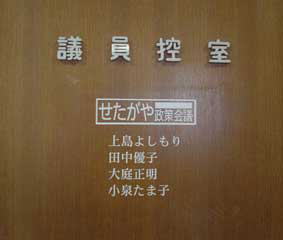 議員控室
せたがや政策会議
上島よしもり
田中優子
大庭正明
小泉たま子